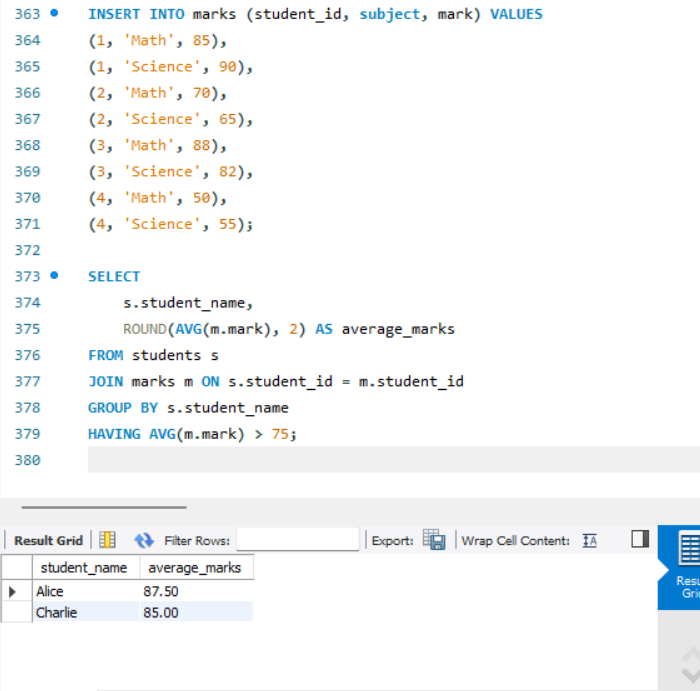 363 INSERT INTO marks (student_id, subject, mark) VALUES
364 (1, 'Math', 85),
365 (1, 'Science', 90),
366 (2, 'Math', 70),
367 (2, 'Science', 65),
368 (3, 'Math', 88),
369 (3, 'Science', 82),
370 (4, 'Math', 50),
371 (4, 'Science', 55);
372
373 SELECT
374 s.student_name,
375 ROUND(AVG(m.mark), 2) AS average_marks
376 FROM students s
377 JOIN marks m ON s.student_id = m.student_id
378 GROUP BY s.student_name
379 HAVING AVG(m.mark) > 75;
380
Result Grid Filter Rows: Export: Wrap Cell Content: IA
student_name average_marks
Alice 87.50
Charlie 85.00
Resu
Gri